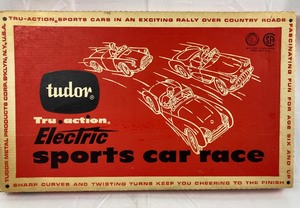 TRU-ACTION SPORTS CARS IN AN EXCITING RALLY OVER COUNTRY ROADS
FASCINATING FUN FOR AGE SIX AND UP
TUDOR METAL PRODUCTS CORP. BKLYN, N.Y., U.S.A.
tudor
Tru-action
Electric
sports car race
SHARP CURVES AND TWISTING TURNS KEEP YOU CHEERING TO THE FINISH